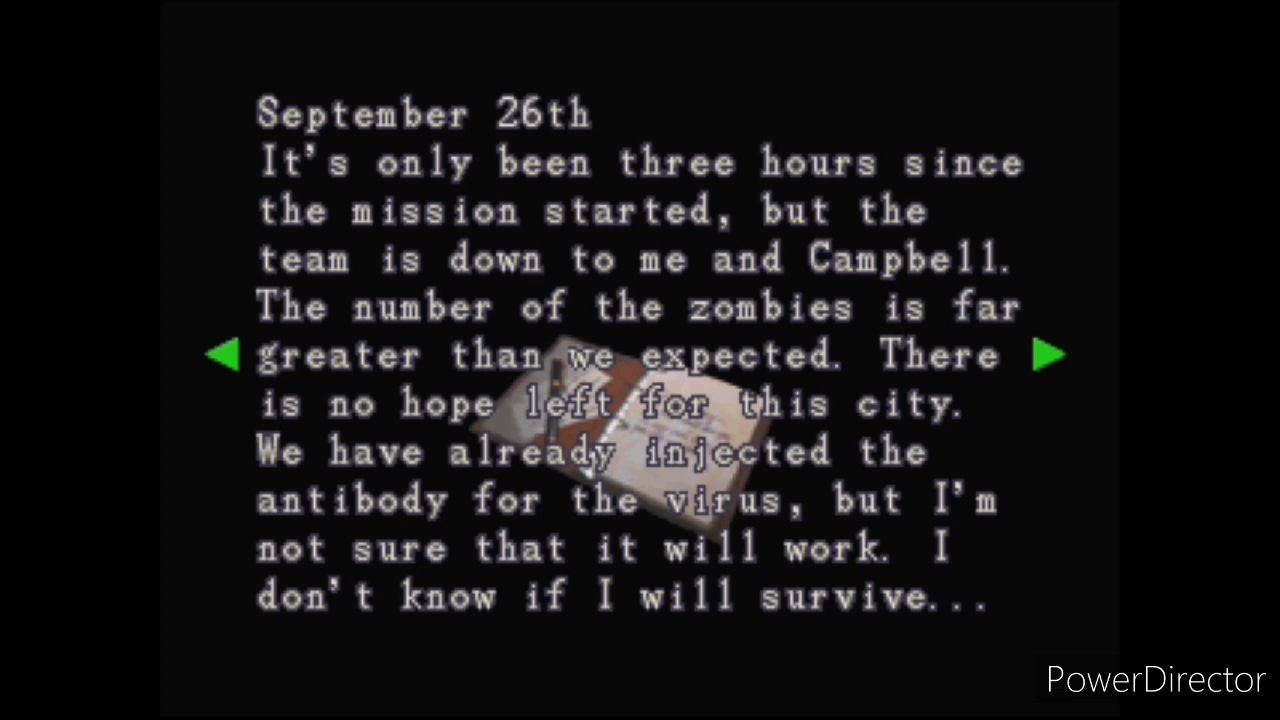 September 26th
It's only been three hours since
the mission started, but the
team is down to me and Campbell.
The number of the zombies is far
greater than we expected. There
is no hope left for this city.
We have already injected the
antibody for the virus, but I'm
not sure that it will work. I
don't know if I will survive...
PowerDirector